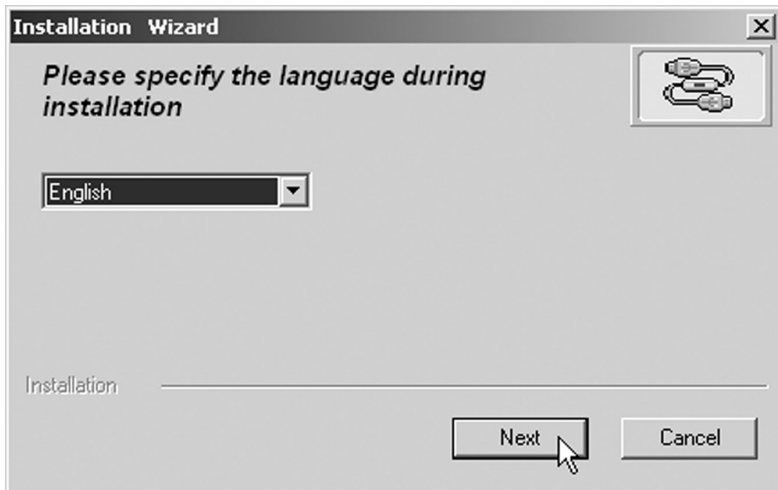 Installation Wizard
Please specify the language during
installation
English
Installation
Next
Cancel